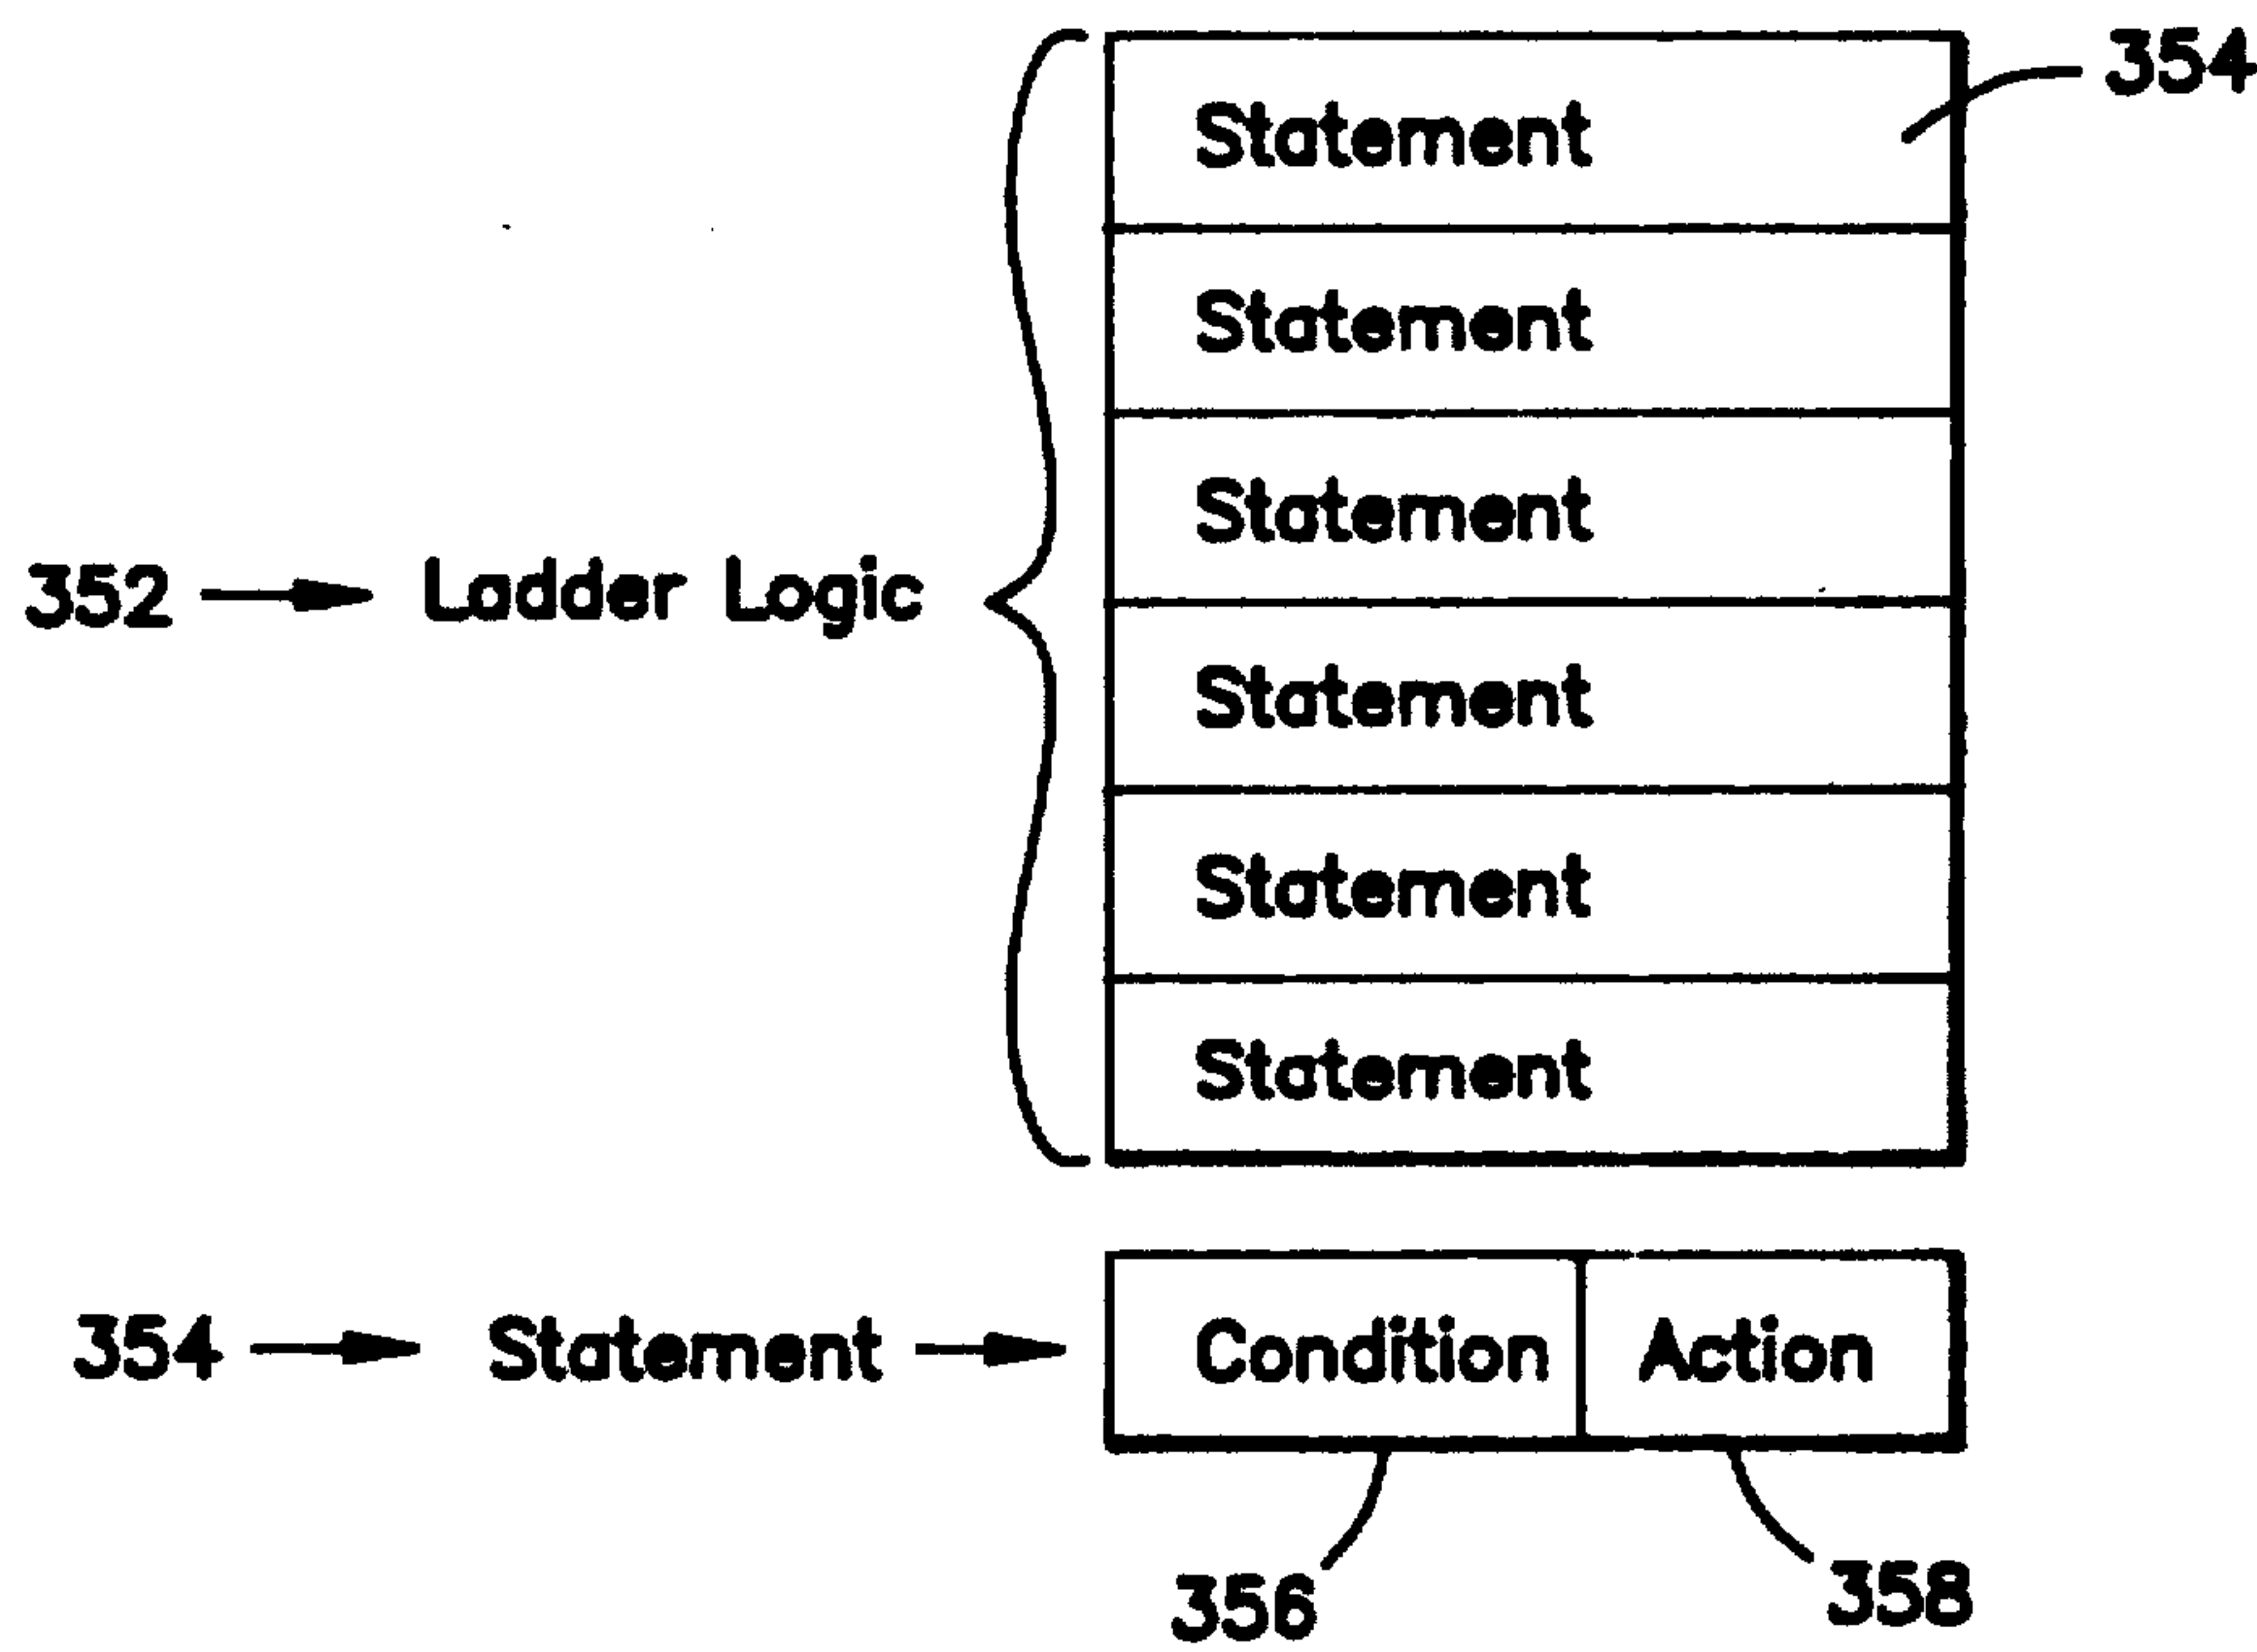 354
Statement
Statement
Statement
352 Ladder Logic
Statement
Statement
Statement
354 Statement Condition Action
356 358